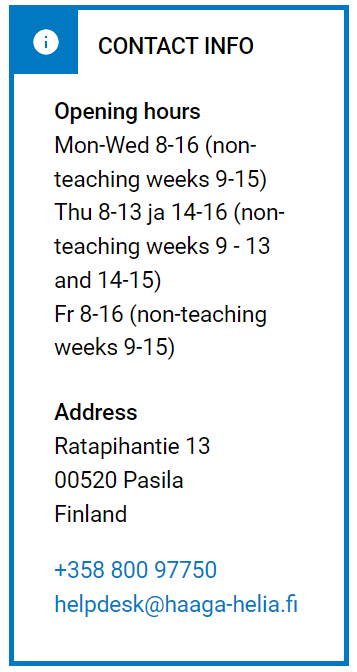 CONTACT INFO
Opening hours
Mon-Wed 8-16 (non-
teaching weeks 9-15)
Thu 8-13 ja 14-16 (non-
teaching weeks 9 - 13
and 14-15)
Fr 8-16 (non-teaching
weeks 9-15)
Address
Ratapihantie 13
00520 Pasila
Finland
+358 800 97750
helpdesk@haaga-helia.fi